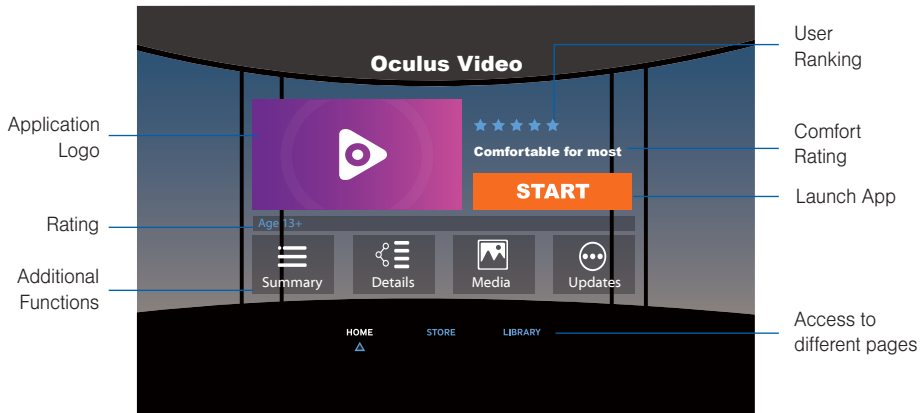 Oculus Video
User
Ranking
Application
Logo
Comfortable for most
Comfort
Rating
START
Launch App
Rating
Age 13+
Additional
Functions
Summary
Details
Media
Updates
HOME
STORE
LIBRARY
Access to
different pages